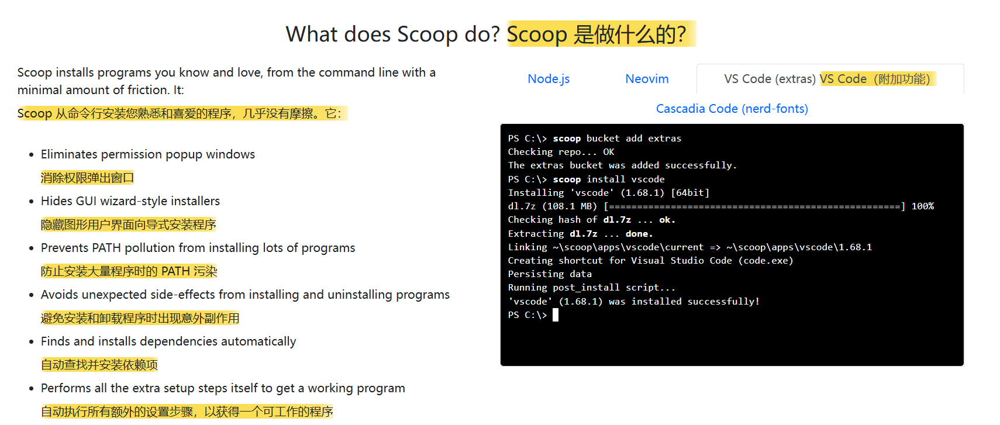 What does Scoop do? Scoop 是做什么的？
Scoop installs programs you know and love, from the command line with a
minimal amount of friction. It:
Scoop 从命令行安装您熟悉和喜爱的程序，几乎没有摩擦。它：
Eliminates permission popup windows
消除权限弹出窗口
Hides GUI wizard-style installers
隐藏图形用户界面向导式安装程序
Prevents PATH pollution from installing lots of programs
防止安装大量程序时的 PATH 污染
Avoids unexpected side-effects from installing and uninstalling programs
避免安装和卸载程序时出现意外副作用
Finds and installs dependencies automatically
自动查找并安装依赖项
Performs all the extra setup steps itself to get a working program
自动执行所有额外的设置步骤，以获得一个可工作的程序
Node.js
Neovim
VS Code (extras) VS Code（附加功能）
Cascadia Code (nerd-fonts)
PS C:\> scoop bucket add extras
Checking repo... OK
The extras bucket was added successfully.
PS C:\> scoop install vscode
Installing 'vscode' (1.68.1) [64bit]
dl.7z (108.1 MB) [====================================================] 100%
Checking hash of dl.7z ... ok.
Extracting dl.7z ... done.
Linking ~\scoop\apps\vscode\current => ~\scoop\apps\vscode\1.68.1
Creating shortcut for Visual Studio Code (code.exe)
Persisting data
Running post_install script...
'vscode' (1.68.1) was installed successfully!
PS C:\>